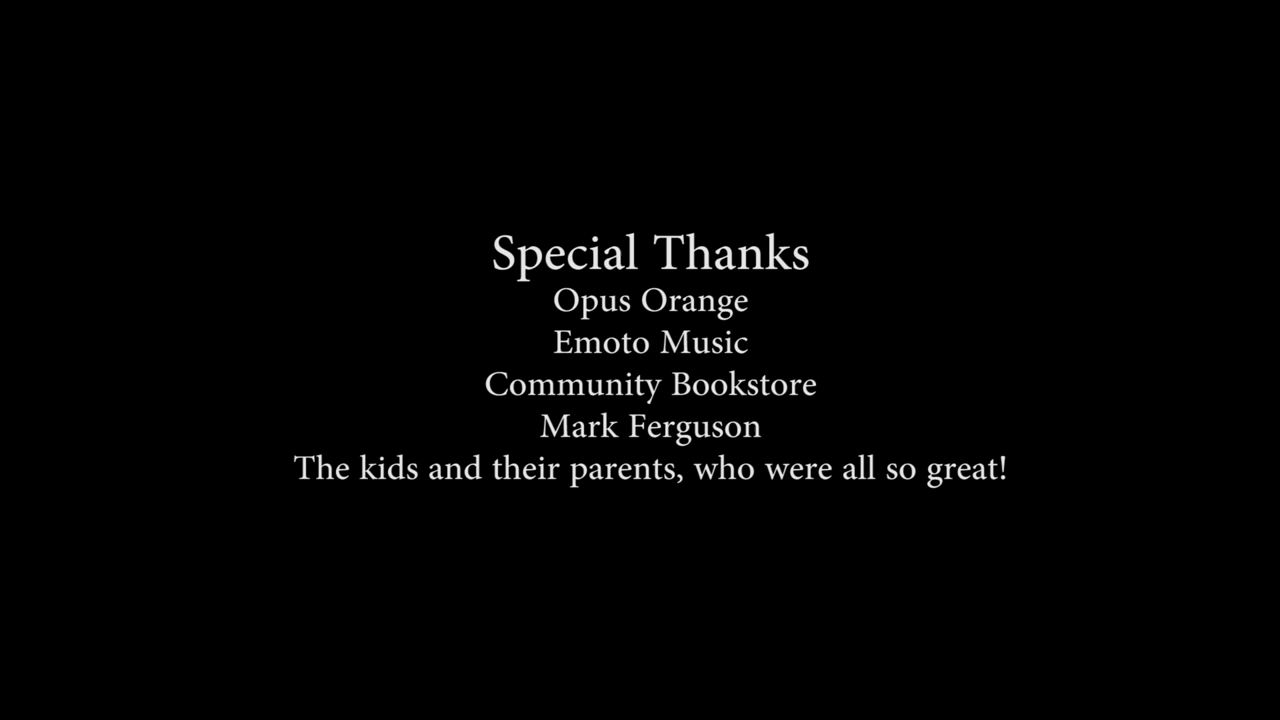 Special Thanks
Opus Orange
Emoto Music
Community Bookstore
Mark Ferguson
The kids and their parents, who were all so great!